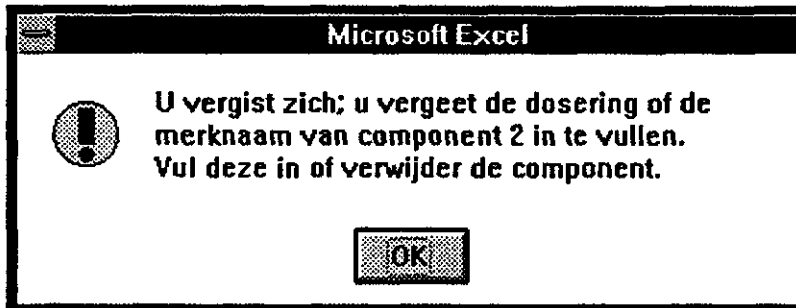 Microsoft Excel
U vergist zich; u vergeet de dosering of de
merknaam van component 2 in te vullen.
Vul deze in of verwijder de component.
OK